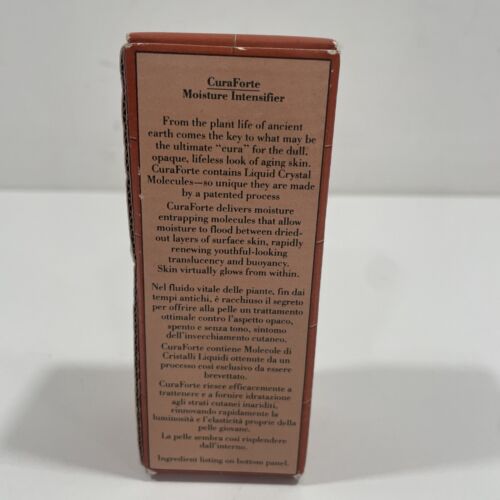 CuraForte
Moisture Intensifier
From the plant life of ancient
earth comes the key to what may be
the ultimate "cura" for the dull,
opaque, lifeless look of aging skin.
CuraForte contains Liquid Crystal
Molecules—so unique they are made
by a patented process
CuraForte delivers moisture
entrapping molecules that allow
moisture to flood between dried-
out layers of surface skin, rapidly
renewing youthful-looking
translucency and buoyancy.
Skin virtually glows from within.
Nel fluido vitale delle piante, fin dai
tempi antichi, è racchiuso il segreto
per offrire alla pelle un trattamento
ottimale contro l'aspetto opaco,
spento e senza tono, sintomo
dell'invecchiamento cutaneo.
CuraForte contiene Molecole di
Cristalli Liquidi ottenute da un
processo così esclusivo da essere
brevettato.
CuraForte riesce efficacemente a
trattenere e a fornire idratazione
agli strati cutanei inariditi,
rinnovando rapidamente la
luminosità e l'elasticità proprie della
pelle giovane.
La pelle sembra così risplendere
dall'interno.
Ingredient listing on bottom panel.